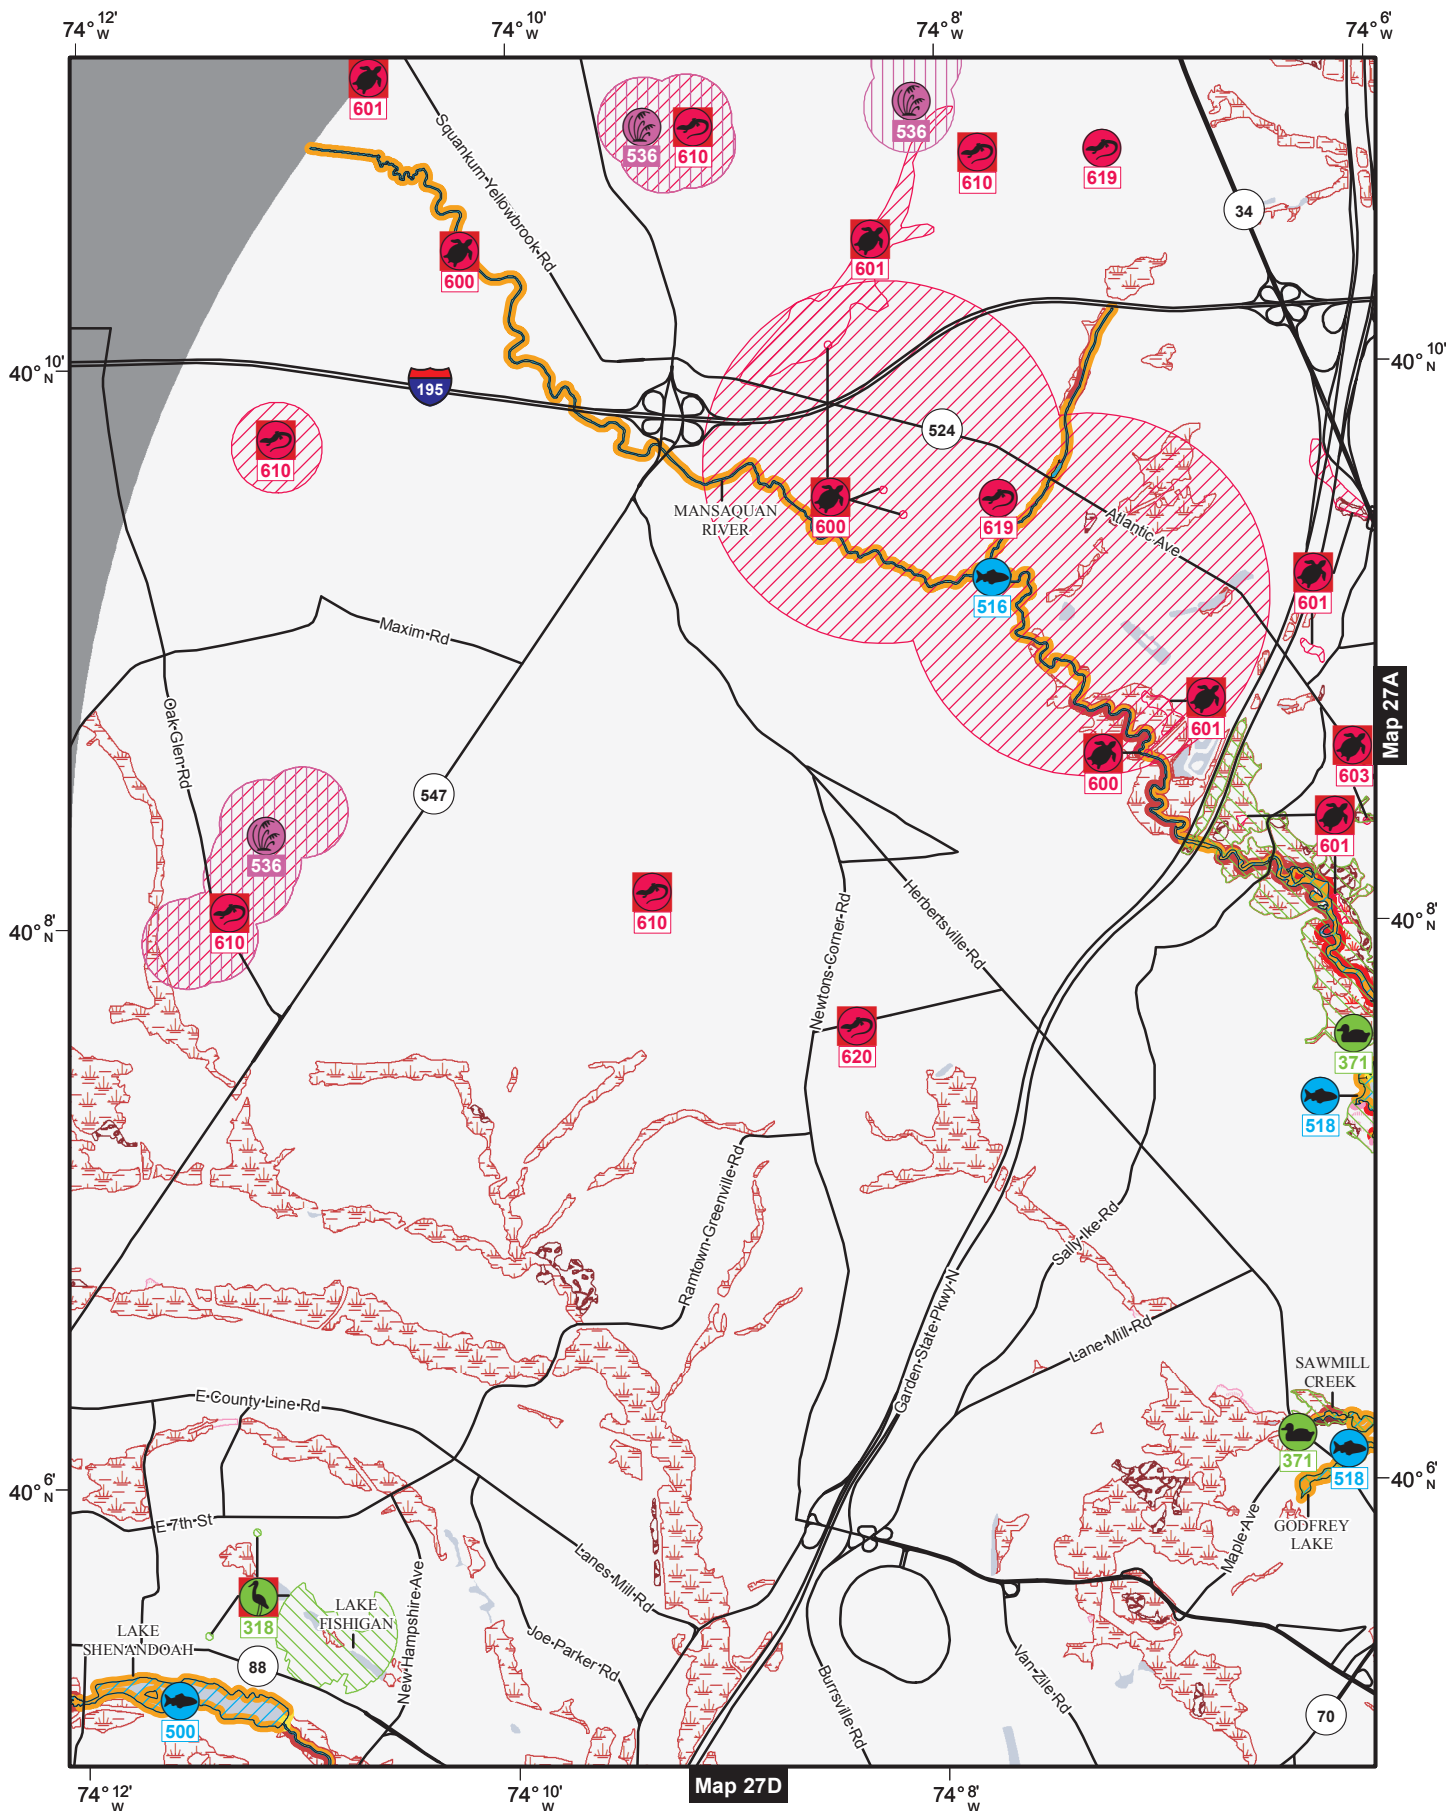 74° 12' W
74° 10' W
74° 8' W
74° 6' W
601
536
610
536
610
619
34
Squankum-Yellowbrook-Rd
600
601
40° 10' N
40° 10' N
195
524
610
MANSAQUAN
RIVER
600
619
Atlantic Ave
516
601
Maxim Rd
Map 27A
601
Oak-Glen-Rd
600
603
547
601
536
610
610
Herbertsville-Rd
Newtons-Corner-Rd
40° 8' N
40° 8' N
620
371
518
Ramtown-Greenville-Rd
Sally-Ike-Rd
Garden-State-Pkwy-N
Lane-Mill-Rd
SAWMILL
CREEK
E County-Line-Rd
371
518
40° 6' N
40° 6' N
E 7th St
GODFREY
LAKE
Maple-Ave
Lanes-Mill-Rd
New-Hampshire-Ave
318
LAKE
FISHIGAN
LAKE
SHENANDOAH
88
Joe-Parker-Rd
Burrsville-Rd
Van-Zile-Rd
500
70
Map 27D
74° 12' W
74° 10' W
74° 8' W